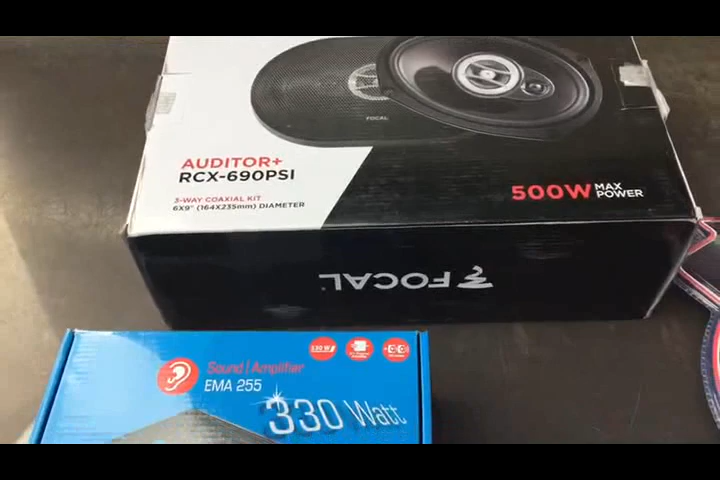 FOCAL
AUDITOR+
RCX-690PSI
3-WAY COAXIAL KIT
6X9" (164X235mm) DIAMETER
500W MAX POWER
FOCAL
Sound | Amplifier
EMA 255
330 Watt
330 W